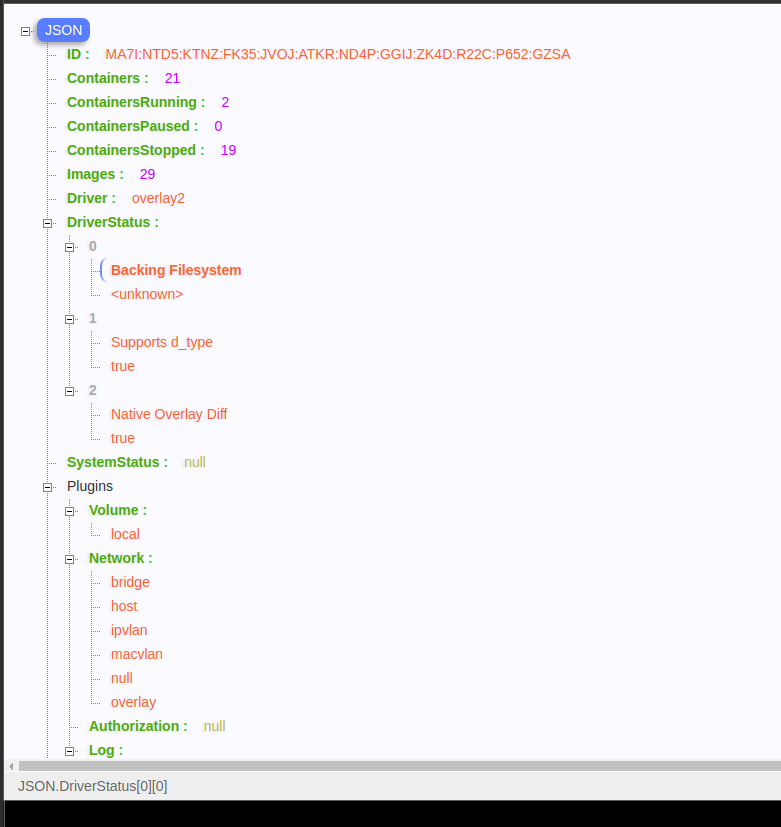 JSON
ID : MA7I:NTD5:KTNZ:FK35:JVOJ:ATKR:ND4P:GGIJ:ZK4D:R22C:P652:GZSA
Containers : 21
ContainersRunning : 2
ContainersPaused : 0
ContainersStopped : 19
Images : 29
Driver : overlay2
DriverStatus :
0
Backing Filesystem
<unknown>
1
Supports d_type
true
2
Native Overlay Diff
true
SystemStatus : null
Plugins
Volume :
local
Network :
bridge
host
ipvlan
macvlan
null
overlay
Authorization : null
Log :
JSON.DriverStatus[0][0]